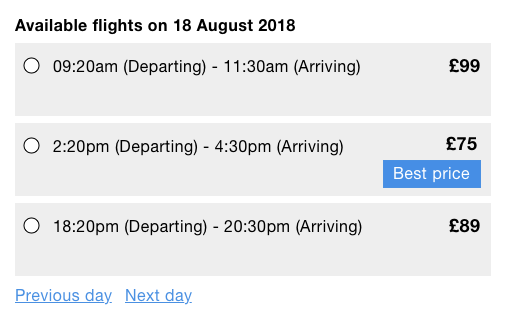 Available flights on 18 August 2018
09:20am (Departing) - 11:30am (Arriving) £99
2:20pm (Departing) - 4:30pm (Arriving) £75
Best price
18:20pm (Departing) - 20:30pm (Arriving) £89
Previous day Next day